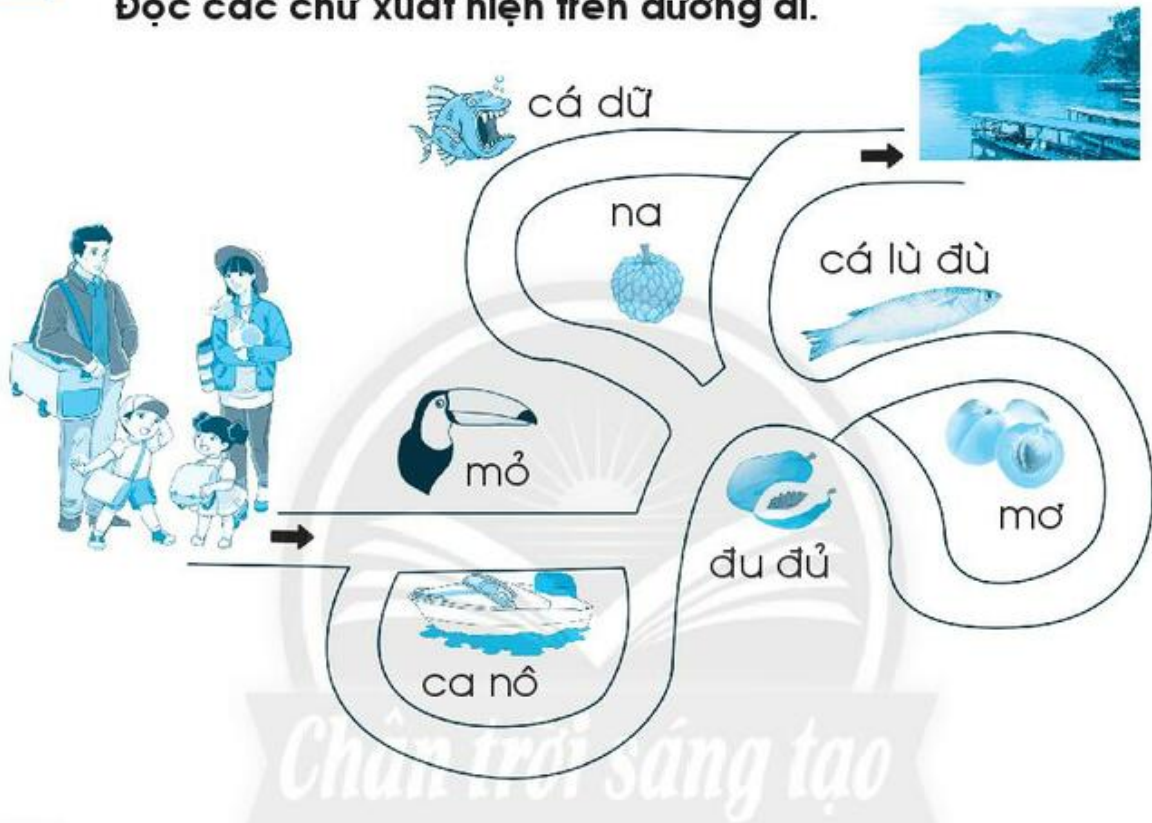 Đọc các chữ xuất hiện trên đường đi.
cá dữ
na
cá lù đù
mỏ
mơ
đu đủ
ca nô
Chân trời sáng tạo